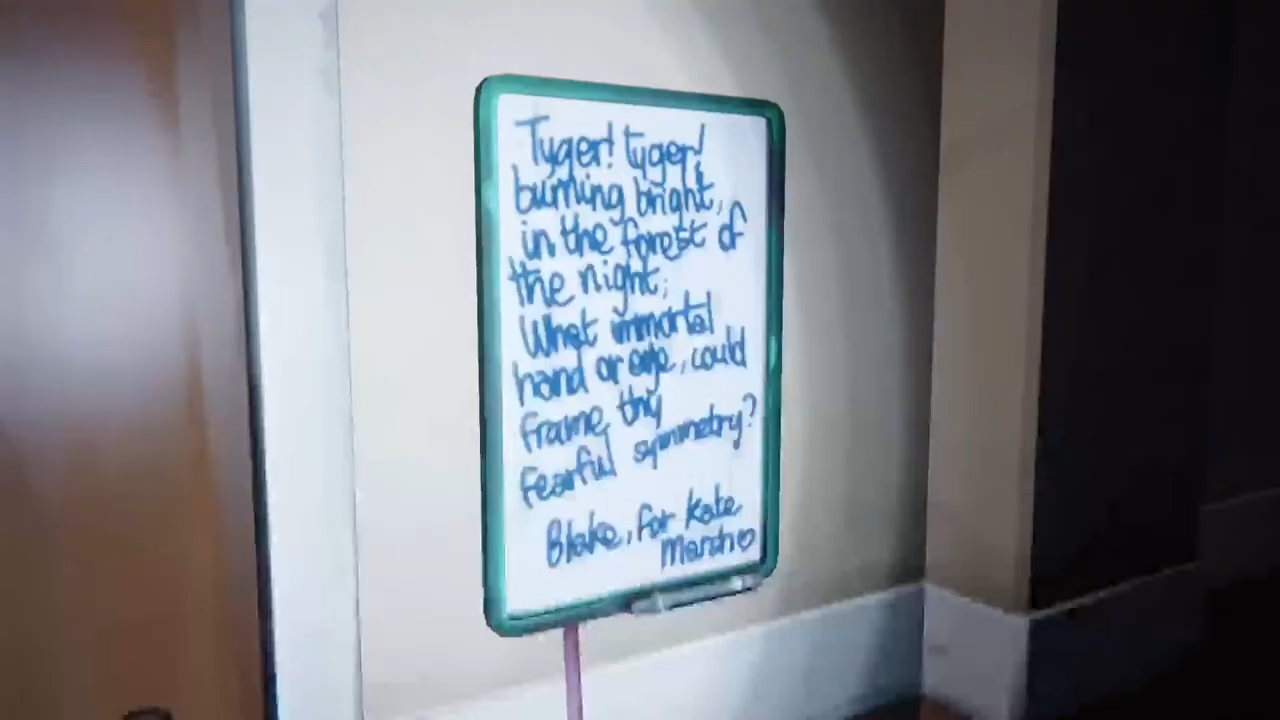 Tyger! tyger!
burning bright,
in the forest of
the night;
What immortal
hand or eye, could
frame thy
fearful symmetry?
Blake, for Kate
Marsh♡